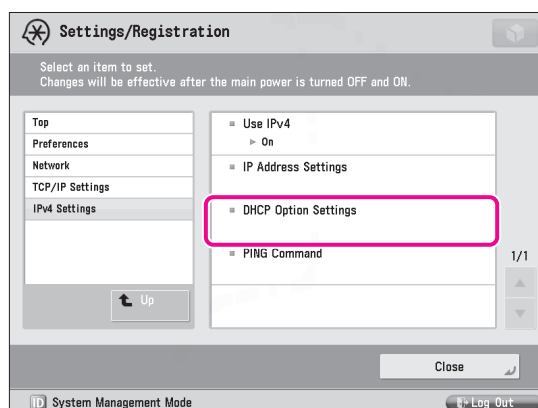 Settings/Registration
Select an item to set.
Changes will be effective after the main power is turned OFF and ON.
Top
Preferences
Network
TCP/IP Settings
IPv4 Settings
Up
Use IPv4
On
IP Address Settings
DHCP Option Settings
PING Command
1/1
Close
ID System Management Mode
Log Out